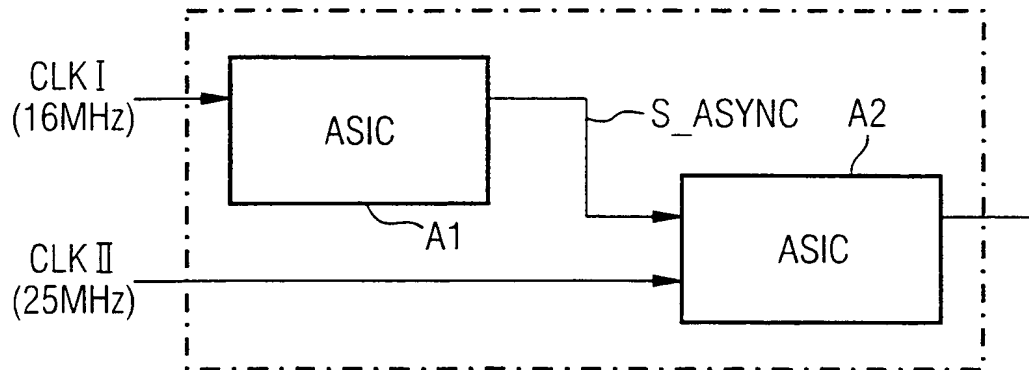 CLK I
(16MHz)
ASIC
S_ASYNC
A2
A1
ASIC
CLK II
(25MHz)